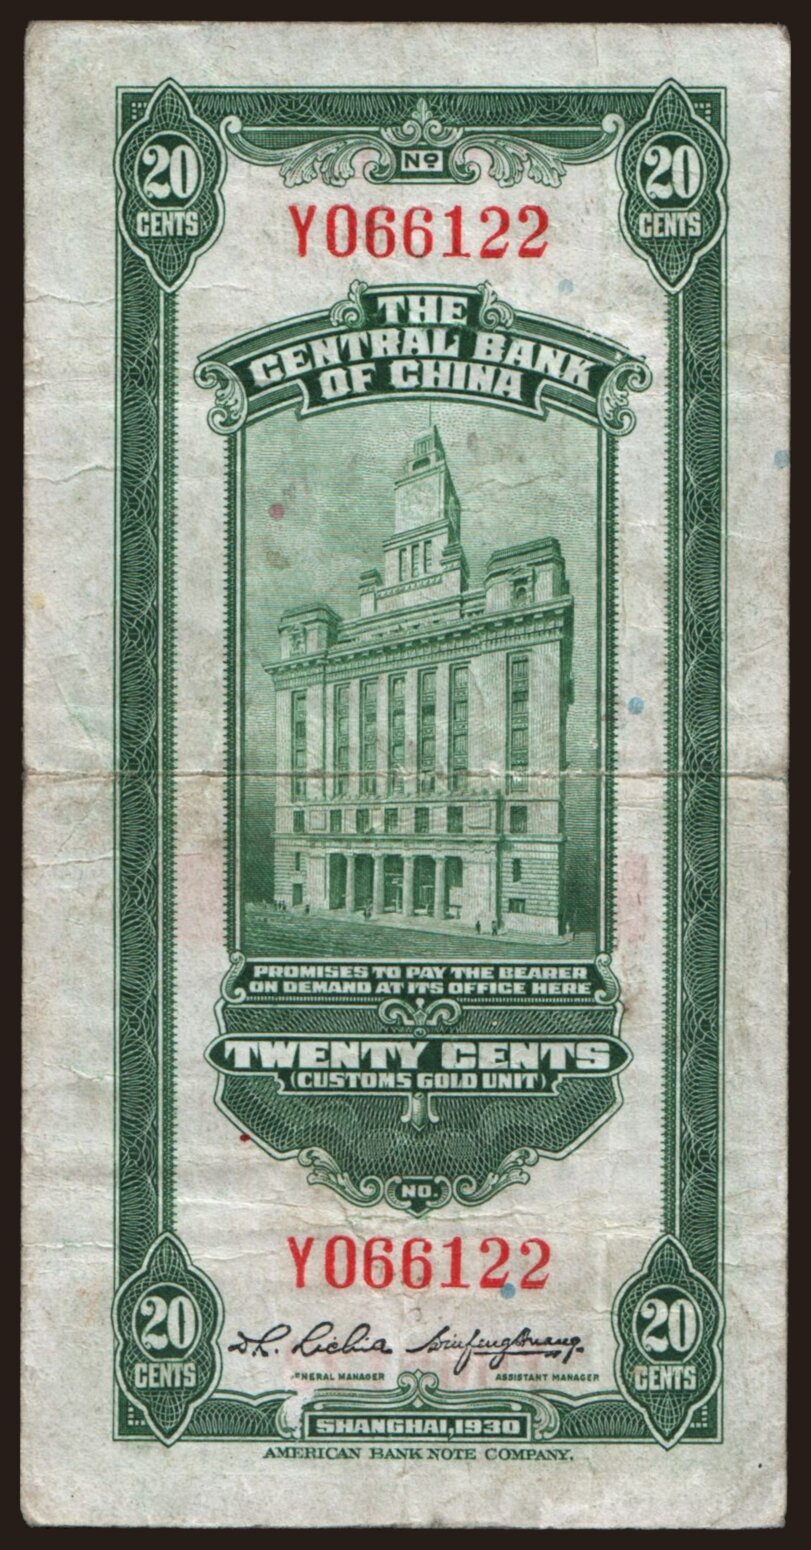 20 CENTS
Nº
20 CENTS
Y066122
THE
CENTRAL BANK
OF CHINA
PROMISES TO PAY THE BEARER
ON DEMAND AT ITS OFFICE HERE
TWENTY CENTS
(CUSTOMS GOLD UNIT)
NO.
Y066122
20 CENTS
20 CENTS
GENERAL MANAGER
ASSISTANT MANAGER
SHANGHAI, 1930
AMERICAN BANK NOTE COMPANY.